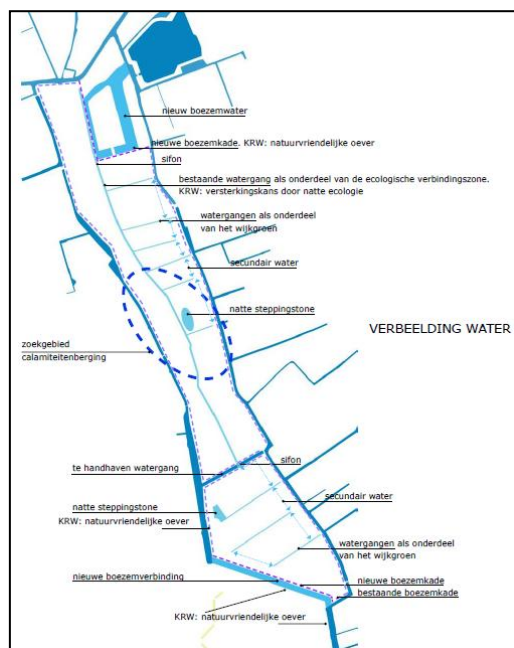 nieuw boezemwater
nieuwe boezemkade. KRW: natuurvriendelijke oever
sifon
bestaande watergang als onderdeel van de ecologische verbindingszone.
KRW: versterkingskans door natte ecologie
watergangen als onderdeel
van het wijkgroen
secundair water
natte steppingstone
VERBEELDING WATER
zoekgebied
calamiteitenberging
sifon
te handhaven watergang
secundair water
natte steppingstone
KRW: natuurvriendelijke oever
watergangen als onderdeel
van het wijkgroen
nieuwe boezemverbinding
nieuwe boezemkade
bestaande boezemkade
KRW: natuurvriendelijke oever